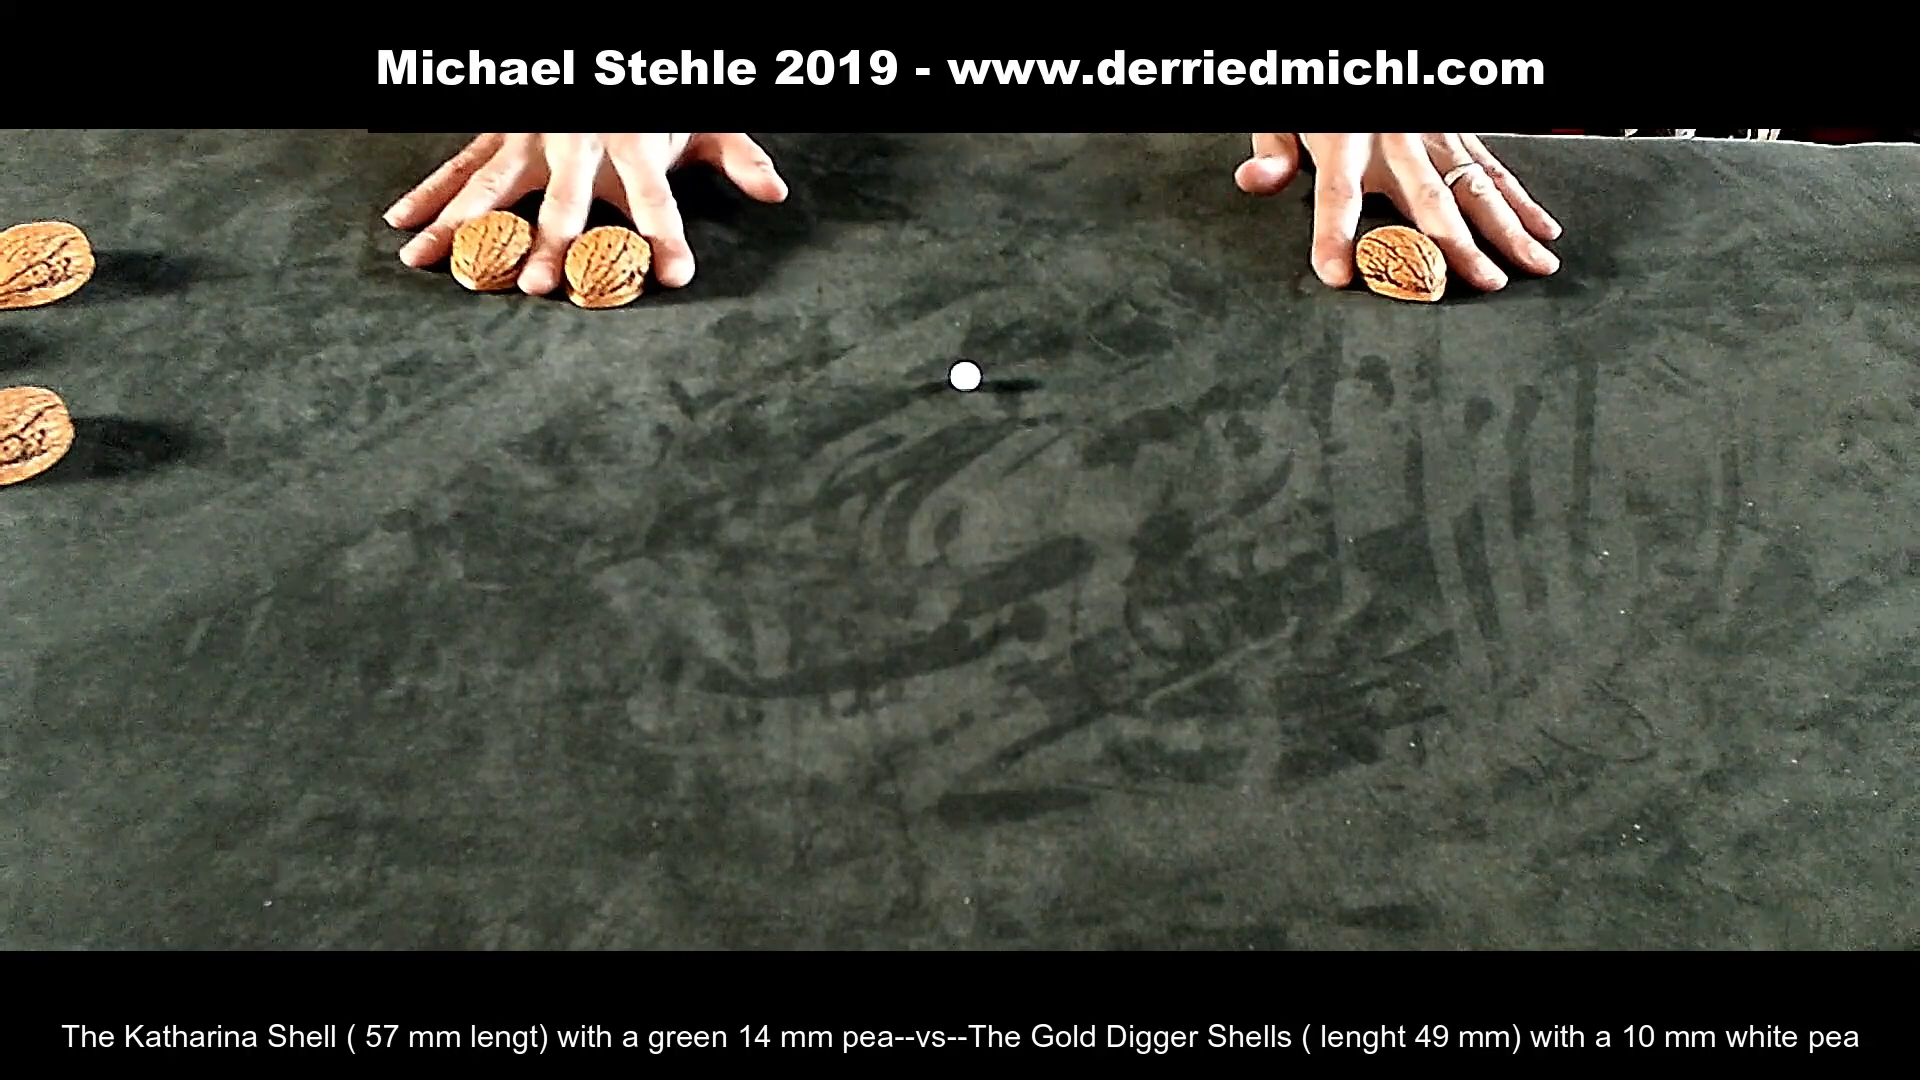 Michael Stehle 2019 - www.derriedmichl.com
The Katharina Shell ( 57 mm lengt) with a green 14 mm pea--vs--The Gold Digger Shells ( lenght 49 mm) with a 10 mm white pea